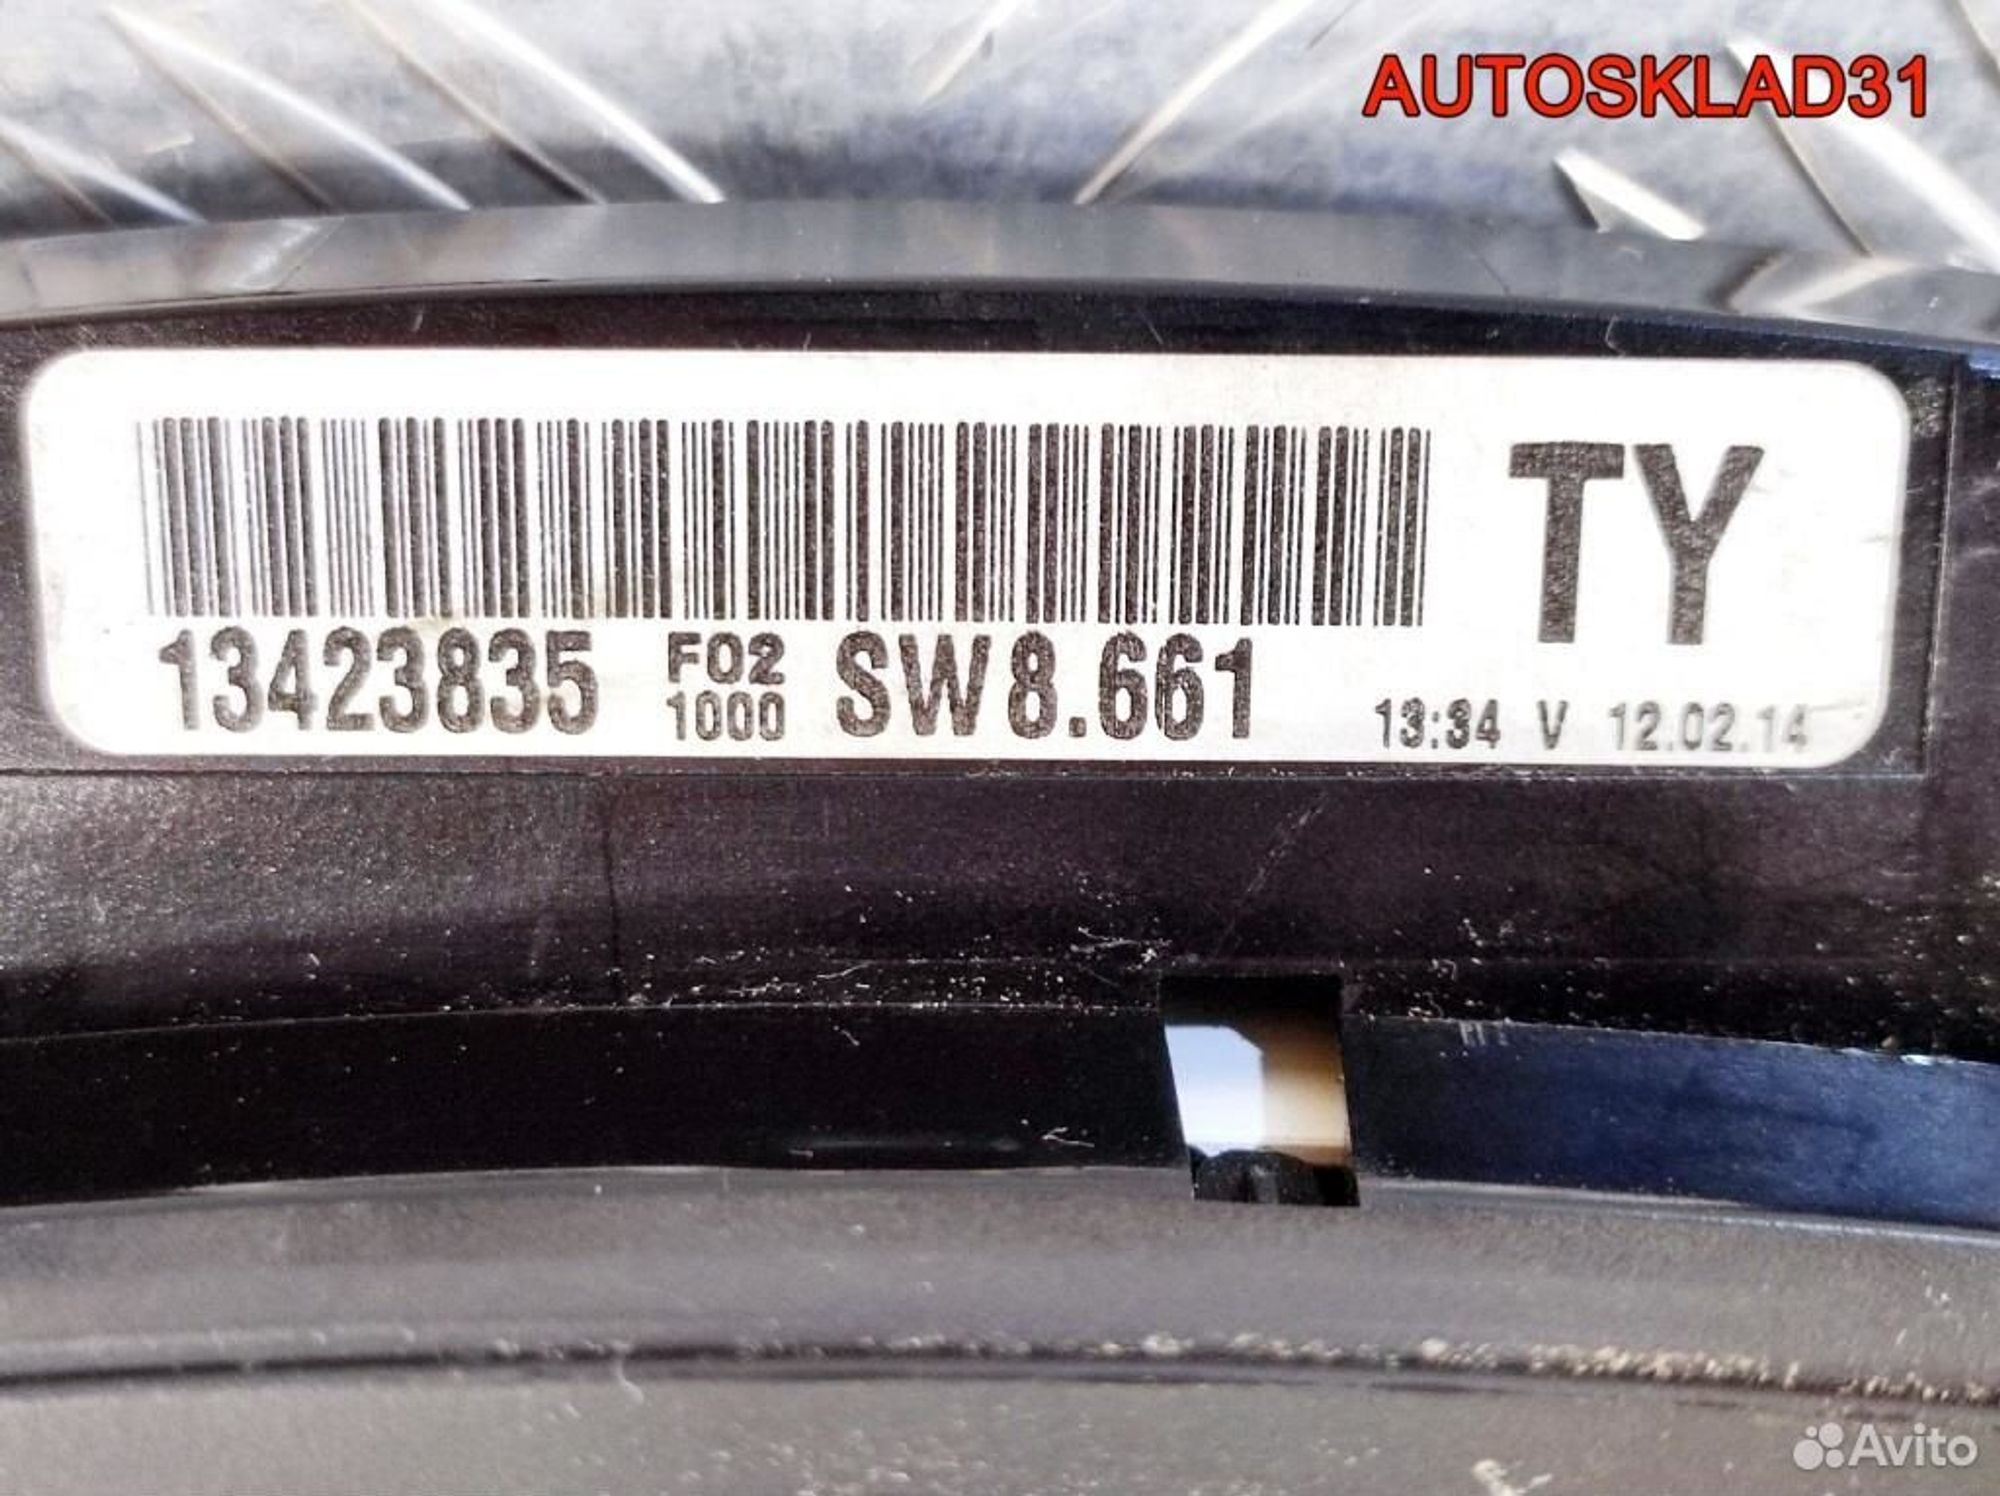 AUTOSKLAD31
TY
13423835 F02 1000 SW8.661 13:34 V 12.02.14
Avito